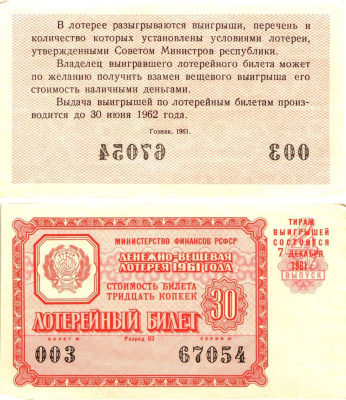 В лотерее разыгрываются выигрыши, перечень и
количество которых установлены условиями лотереи,
утвержденными Советом Министров республики.
Владелец выигравшего лотерейного билета может
по желанию получить взамен вещевого выигрыша его
стоимость наличными деньгами.
Выдача выигрышей по лотерейным билетам произ-
водится до 30 июня 1962 года.
Гознак. 1961.
67054 003
МИНИСТЕРСТВО ФИНАНСОВ РСФСР
ДЕНЕЖНО-ВЕЩЕВАЯ
ЛОТЕРЕЯ 1961 ГОДА
СТОИМОСТЬ БИЛЕТА
ТРИДЦАТЬ КОПЕЕК
30
ЛОТЕРЕЙНЫЙ БИЛЕТ
БИЛЕТ № Разряд 03 СЕРИЯ №
003 67054
ТИРАЖ
ВЫИГРЫШЕЙ
СОСТОИТСЯ
7 ДЕКАБРЯ
1961 г.
ВЫПУСК